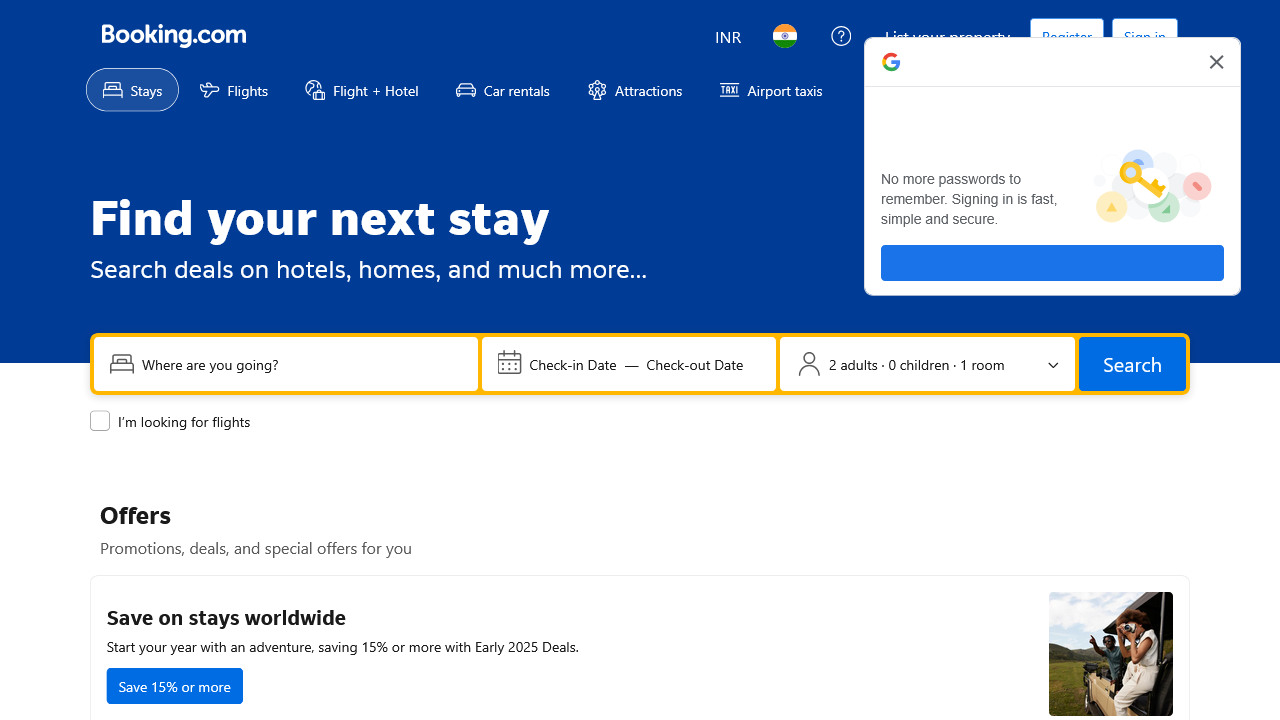 Booking.com
INR
List your property
Register
Sign in
Stays
Flights
Flight + Hotel
Car rentals
Attractions
Airport taxis
No more passwords to
remember. Signing in is fast,
simple and secure.
Find your next stay
Search deals on hotels, homes, and much more...
Where are you going?
Check-in Date — Check-out Date
2 adults · 0 children · 1 room
Search
I'm looking for flights
Offers
Promotions, deals, and special offers for you
Save on stays worldwide
Start your year with an adventure, saving 15% or more with Early 2025 Deals.
Save 15% or more